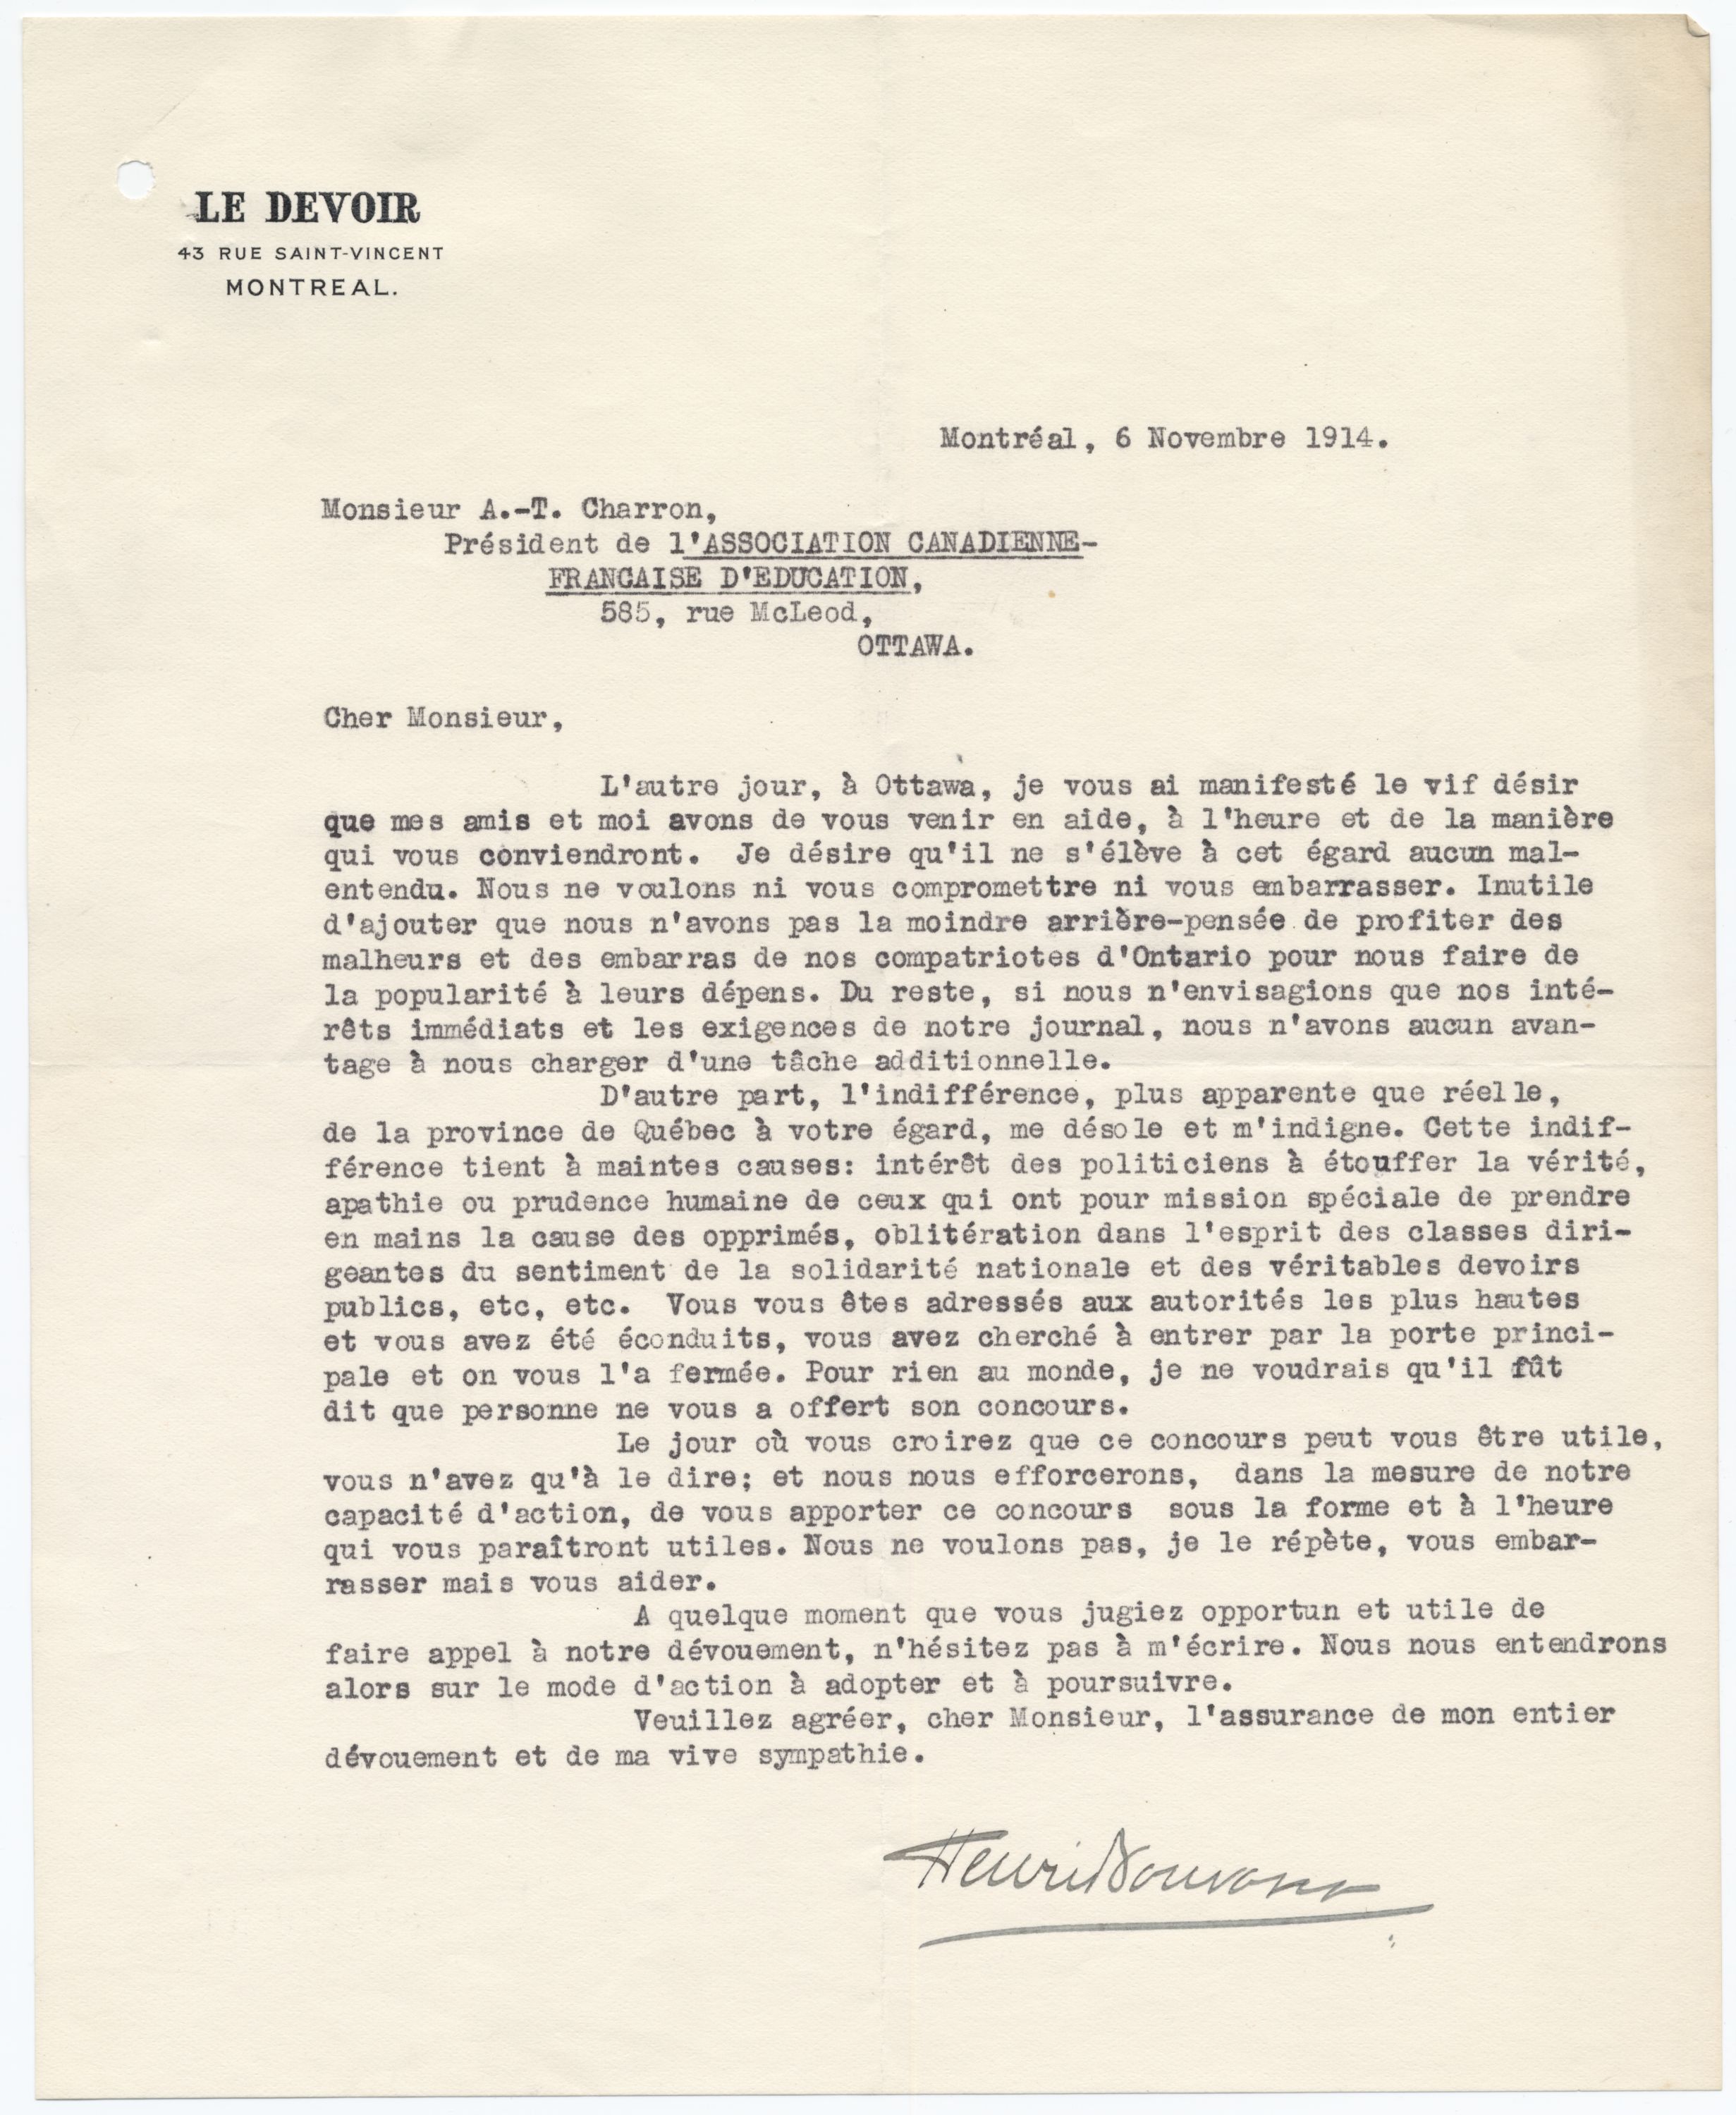 LE DEVOIR
43 RUE SAINT-VINCENT
MONTREAL.
Montréal, 6 Novembre 1914.
Monsieur A.-T. Charron,
Président de l'ASSOCIATION CANADIENNE-
FRANCAISE D'EDUCATION,
585, rue McLeod,
OTTAWA.
Cher Monsieur,
L'autre jour, à Ottawa, je vous ai manifesté le vif désir
que mes amis et moi avons de vous venir en aide, à l'heure et de la manière
qui vous conviendront. Je désire qu'il ne s'élève à cet égard aucun mal-
entendu. Nous ne voulons ni vous compromettre ni vous embarrasser. Inutile
d'ajouter que nous n'avons pas la moindre arrière-pensée de profiter des
malheurs et des embarras de nos compatriotes d'Ontario pour nous faire de
la popularité à leurs dépens. Du reste, si nous n'envisagions que nos inté-
rêts immédiats et les exigences de notre journal, nous n'avons aucun avan-
tage à nous charger d'une tâche additionnelle.
D'autre part, l'indifférence, plus apparente que réelle,
de la province de Québec à votre égard, me désole et m'indigne. Cette indif-
férence tient à maintes causes: intérêt des politiciens à étouffer la vérité,
apathie ou prudence humaine de ceux qui ont pour mission spéciale de prendre
en mains la cause des opprimés, oblitération dans l'esprit des classes diri-
geantes du sentiment de la solidarité nationale et des véritables devoirs
publics, etc, etc. Vous vous êtes adressés aux autorités les plus hautes
et vous avez été éconduits, vous avez cherché à entrer par la porte princi-
pale et on vous l'a fermée. Pour rien au monde, je ne voudrais qu'il fût
dit que personne ne vous a offert son concours.
Le jour où vous croirez que ce concours peut vous être utile,
vous n'avez qu'à le dire; et nous nous efforcerons, dans la mesure de notre
capacité d'action, de vous apporter ce concours sous la forme et à l'heure
qui vous paraîtront utiles. Nous ne voulons pas, je le répète, vous embar-
rasser mais vous aider.
A quelque moment que vous jugiez opportun et utile de
faire appel à notre dévouement, n'hésitez pas à m'écrire. Nous nous entendrons
alors sur le mode d'action à adopter et à poursuivre.
Veuillez agréer, cher Monsieur, l'assurance de mon entier
dévouement et de ma vive sympathie.
Henri Bourassa